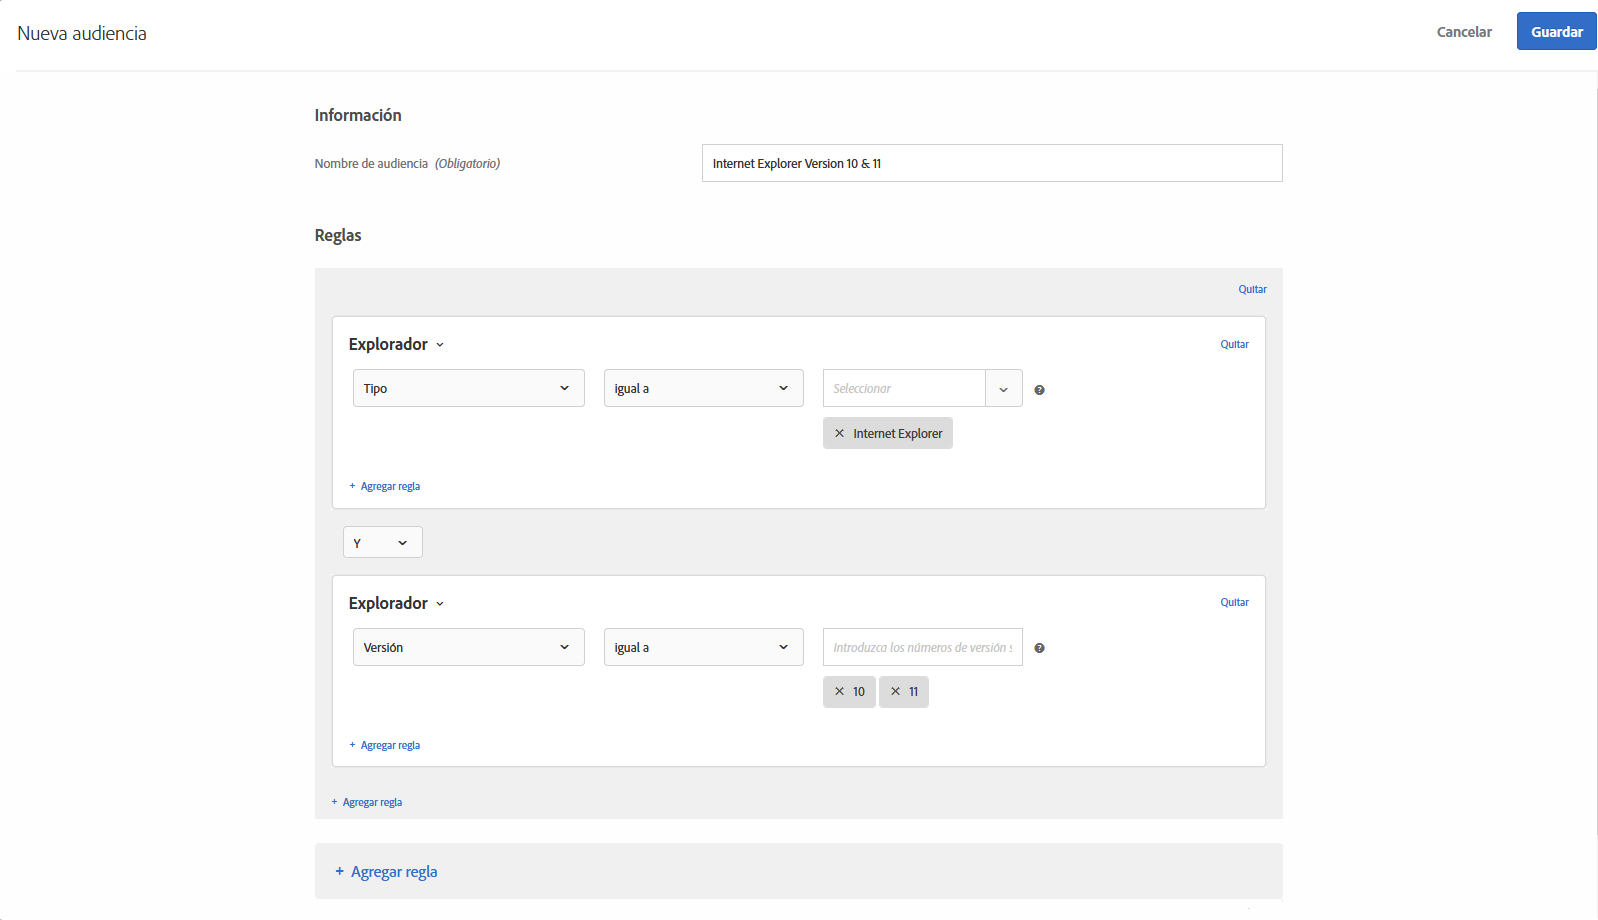 Nueva audiencia
Cancelar
Guardar
Información
Nombre de audiencia (Obligatorio)
Internet Explorer Version 10 & 11
Reglas
Quitar
Explorador
Quitar
Tipo
igual a
Seleccionar
Internet Explorer
+ Agregar regla
Y
Explorador
Quitar
Versión
igual a
Introduzca los números de versión s
10
11
+ Agregar regla
+ Agregar regla
+ Agregar regla